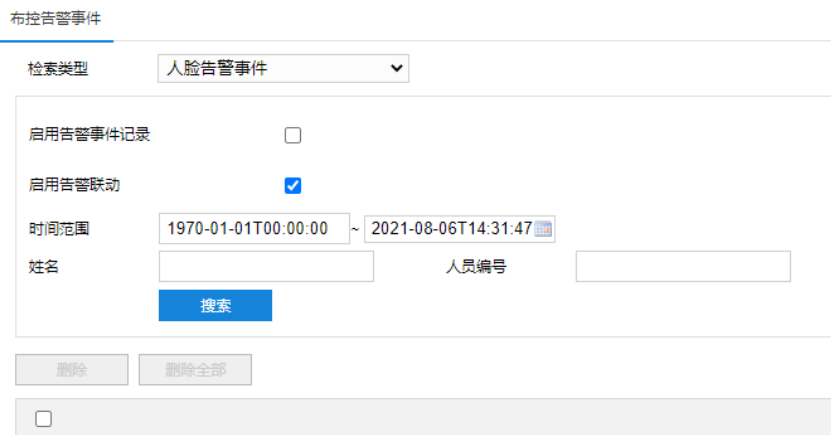 布控告警事件
检索类型 人脸告警事件
启用告警事件记录
启用告警联动
时间范围 1970-01-01T00:00:00 ~ 2021-08-06T14:31:47
姓名 人员编号
搜索
删除 删除全部